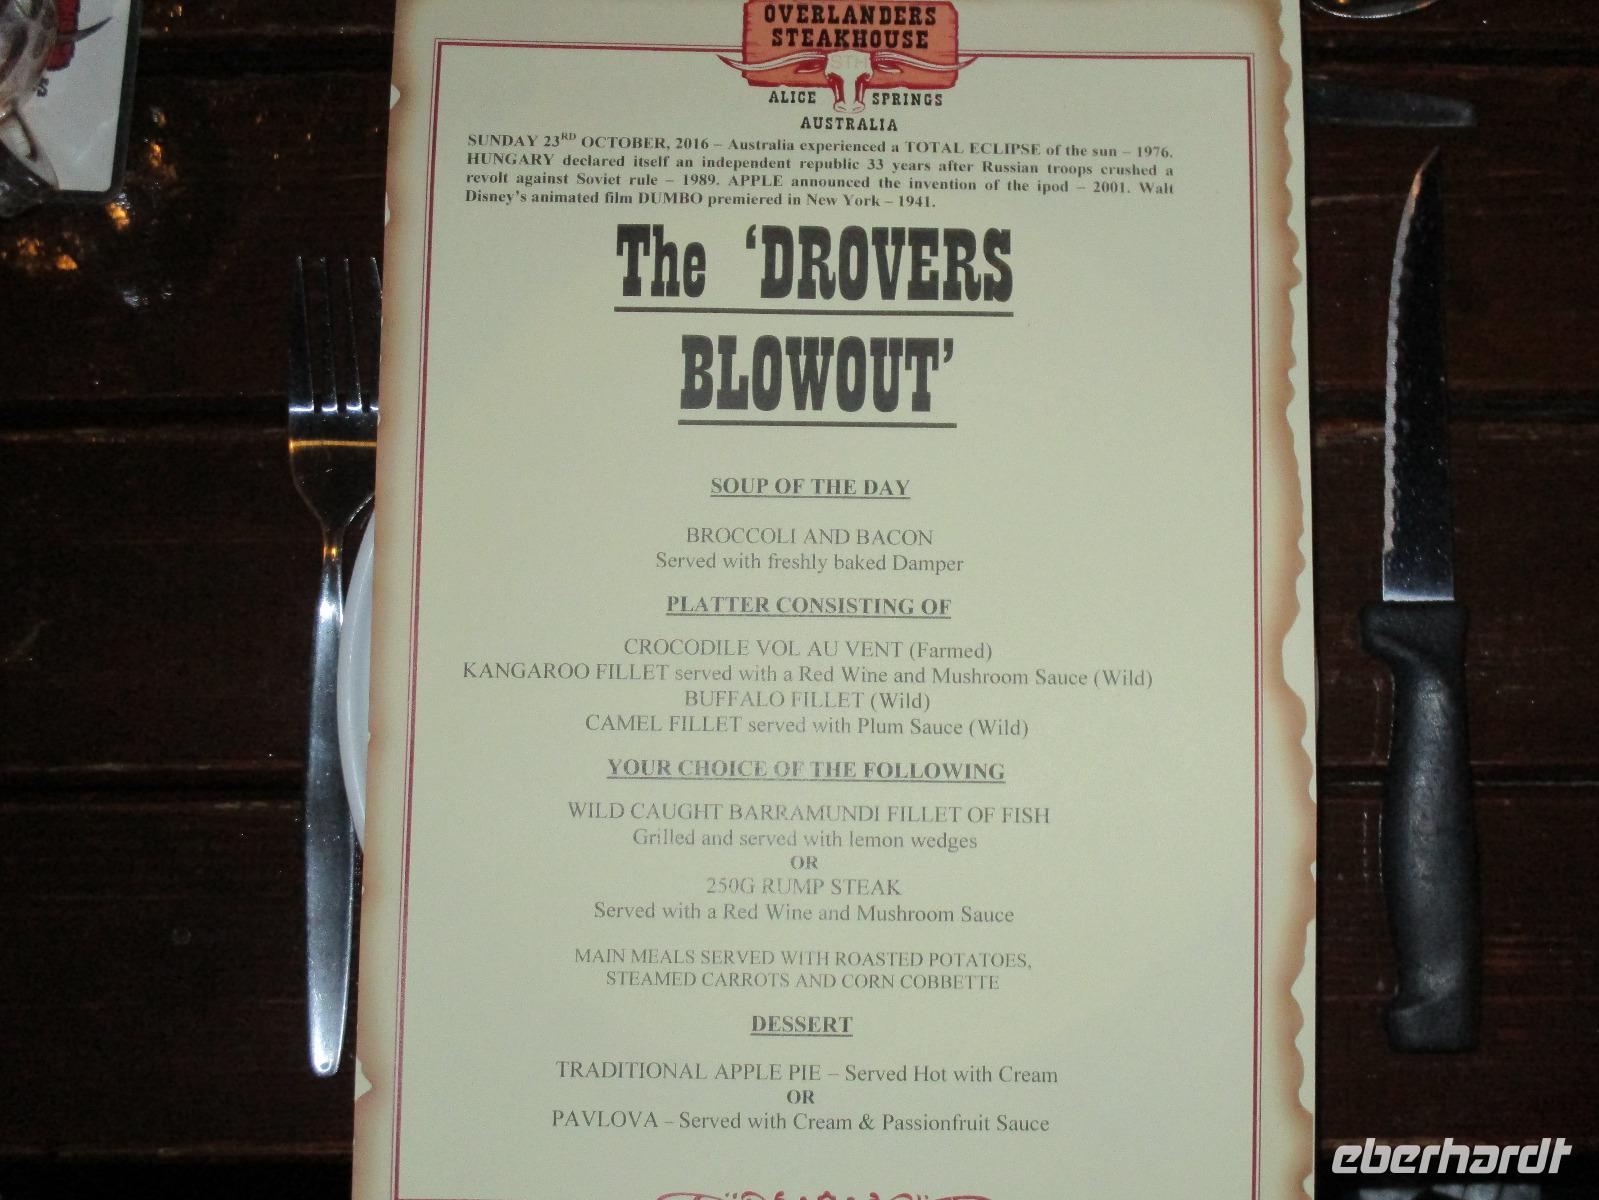 OVERLANDERS
STEAKHOUSE
ALICE SPRINGS
AUSTRALIA
SUNDAY 23RD OCTOBER, 2016 – Australia experienced a TOTAL ECLIPSE of the sun – 1976.
HUNGARY declared itself an independent republic 33 years after Russian troops crushed a
revolt against Soviet rule – 1989. APPLE announced the invention of the ipod – 2001. Walt
Disney's animated film DUMBO premiered in New York – 1941.
The 'DROVERS
BLOWOUT'
SOUP OF THE DAY
BROCCOLI AND BACON
Served with freshly baked Damper
PLATTER CONSISTING OF
CROCODILE VOL AU VENT (Farmed)
KANGAROO FILLET served with a Red Wine and Mushroom Sauce (Wild)
BUFFALO FILLET (Wild)
CAMEL FILLET served with Plum Sauce (Wild)
YOUR CHOICE OF THE FOLLOWING
WILD CAUGHT BARRAMUNDI FILLET OF FISH
Grilled and served with lemon wedges
OR
250G RUMP STEAK
Served with a Red Wine and Mushroom Sauce
MAIN MEALS SERVED WITH ROASTED POTATOES,
STEAMED CARROTS AND CORN COBBETTE
DESSERT
TRADITIONAL APPLE PIE – Served Hot with Cream
OR
PAVLOVA – Served with Cream & Passionfruit Sauce
eberhardt